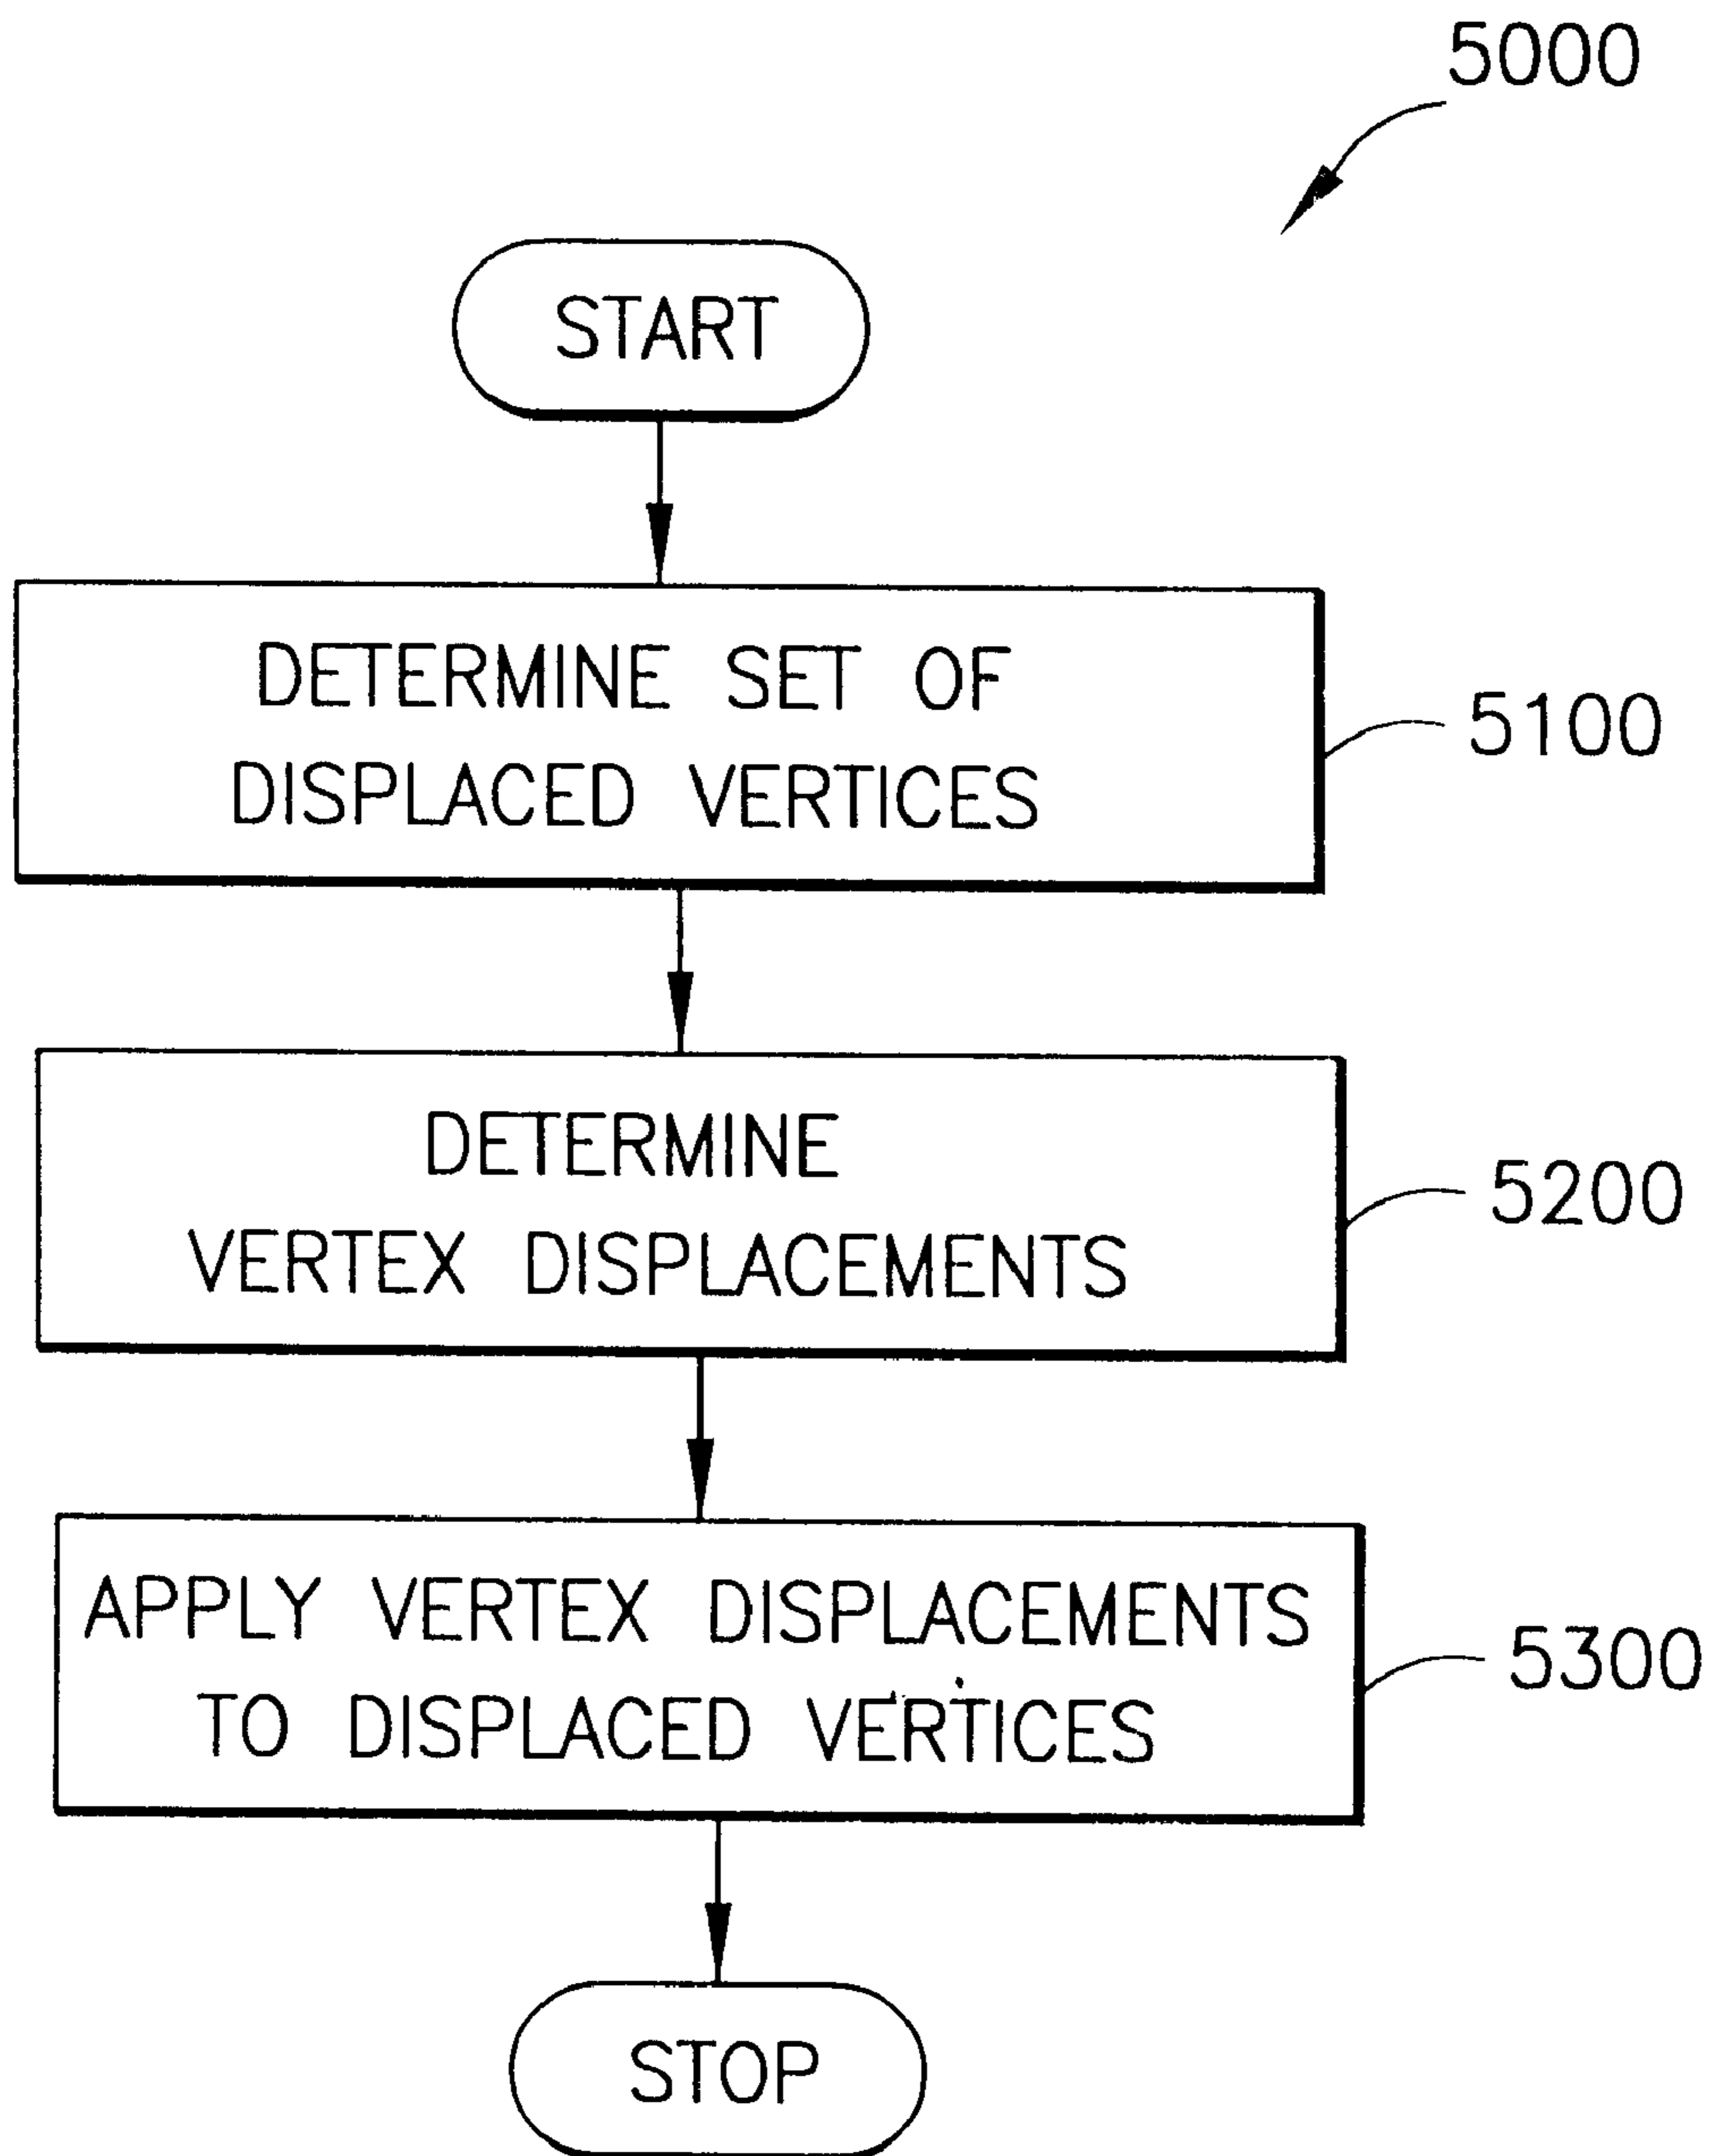 5000
START
DETERMINE SET OF
DISPLACED VERTICES
5100
DETERMINE
VERTEX DISPLACEMENTS
5200
APPLY VERTEX DISPLACEMENTS
TO DISPLACED VERTICES
5300
STOP